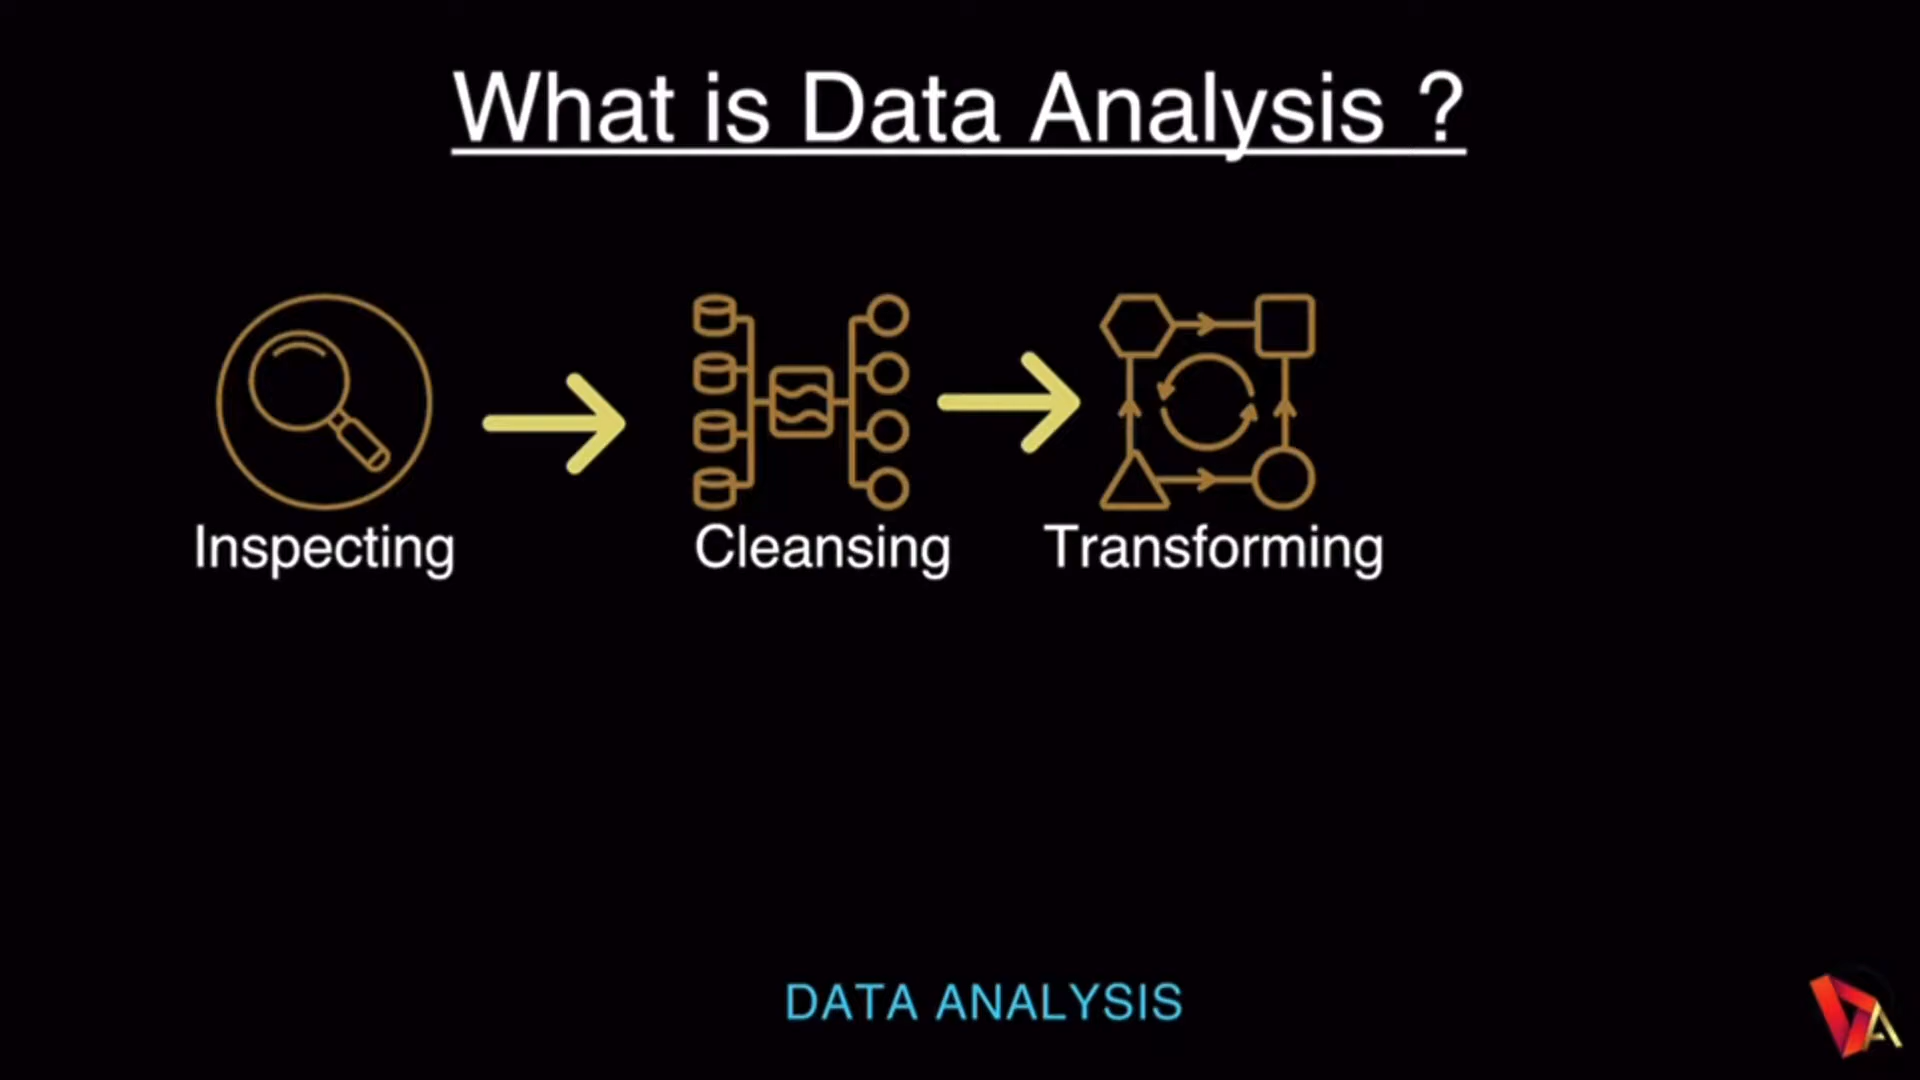 What is Data Analysis ?
Inspecting
Cleansing
Transforming
DATA ANALYSIS